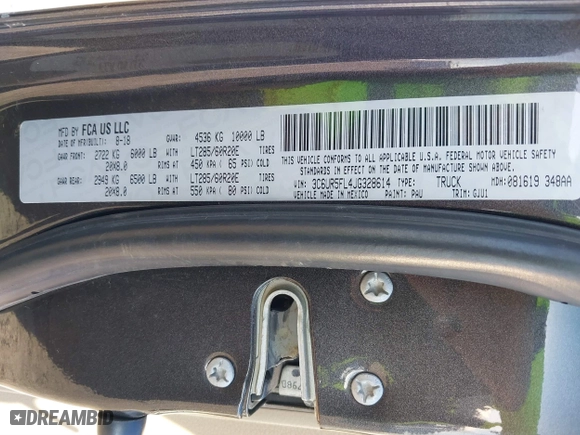 MFD BY FCA US LLC
DATE OF MFR(BUILT): 8-18 GVWR: 4536 KG 10000 LB
GAWR FRONT: 2722 KG 6000 LB LT285/60R20E TIRES
20X8.0 RIMS AT 450 KPA ( 65 PSI) COLD
GAWR REAR: 2949 KG 6500 LB LT285/60R20E TIRES
20X8.0 RIMS AT 550 KPA ( 80 PSI) COLD
THIS VEHICLE CONFORMS TO ALL APPLICABLE U.S.A. FEDERAL MOTOR VEHICLE SAFETY
STANDARDS IN EFFECT ON THE DATE OF MANUFACTURE SHOWN ABOVE.
VIN: 3C6UR5FL4JG328614 TYPE: TRUCK MDH: 081619 348AA
VEHICLE MADE IN MEXICO PAINT: PAU TRIM: GJU1
DREAMBID